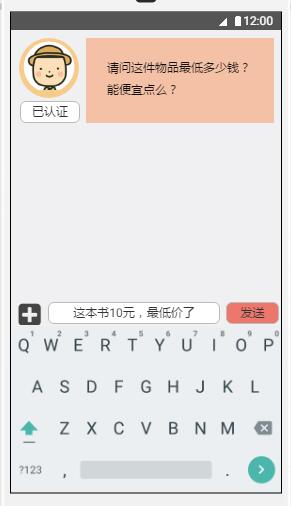 12:00
请问这件物品最低多少钱？
能便宜点么？
已认证
这本书10元，最低价了
发送
1 2 3 4 5 6 7 8 9 0
Q W E R T Y U I O P
A S D F G H J K L
Z X C V B N M
?123 , .